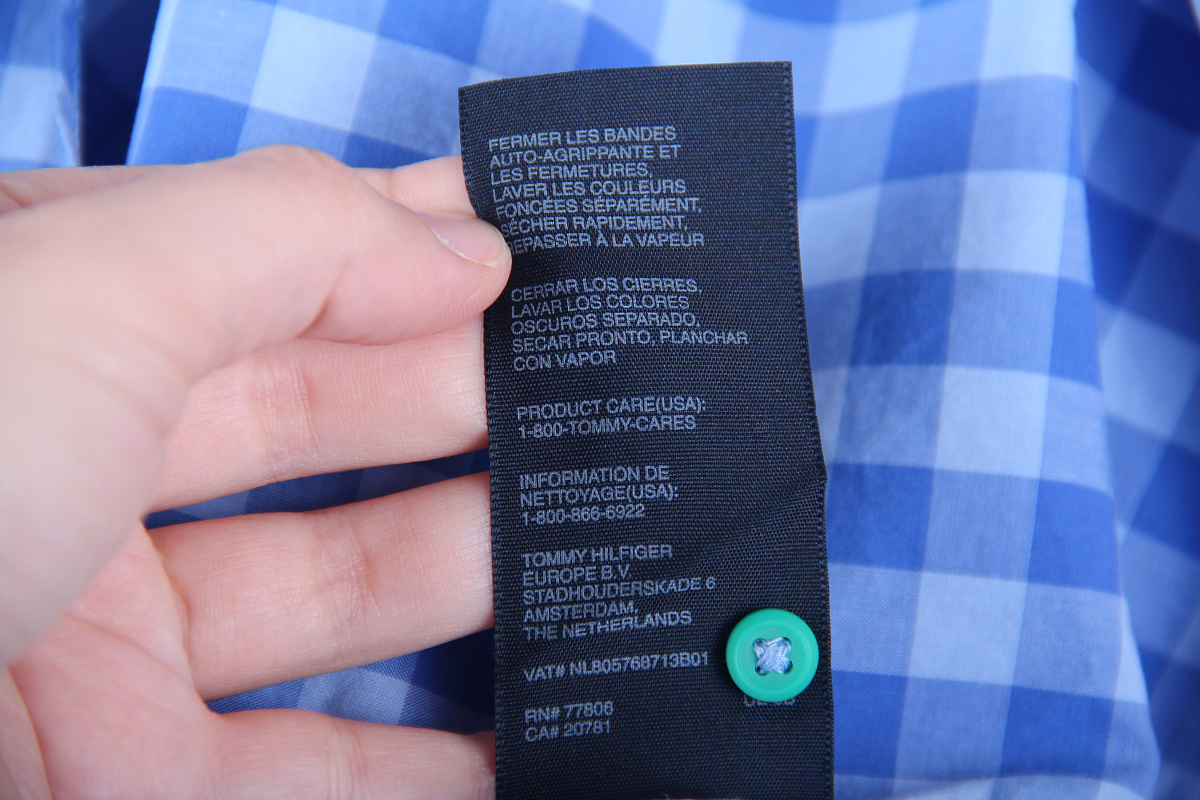 FERMER LES BANDES
AUTO-AGRIPPANTE ET
LES FERMETURES,
LAVER LES COULEURS
FONCÉES SÉPARÉMENT,
SÉCHER RAPIDEMENT,
EPASSER À LA VAPEUR
CERRAR LOS CIERRES,
LAVAR LOS COLORES
OSCUROS SEPARADO,
SECAR PRONTO, PLANCHAR
CON VAPOR
PRODUCT CARE(USA):
1-800-TOMMY-CARES
INFORMATION DE
NETTOYAGE(USA):
1-800-866-6922
TOMMY HILFIGER
EUROPE B.V.
STADHOUDERSKADE 6
AMSTERDAM,
THE NETHERLANDS
VAT# NL805768713B01
RN# 77806
CA# 20781